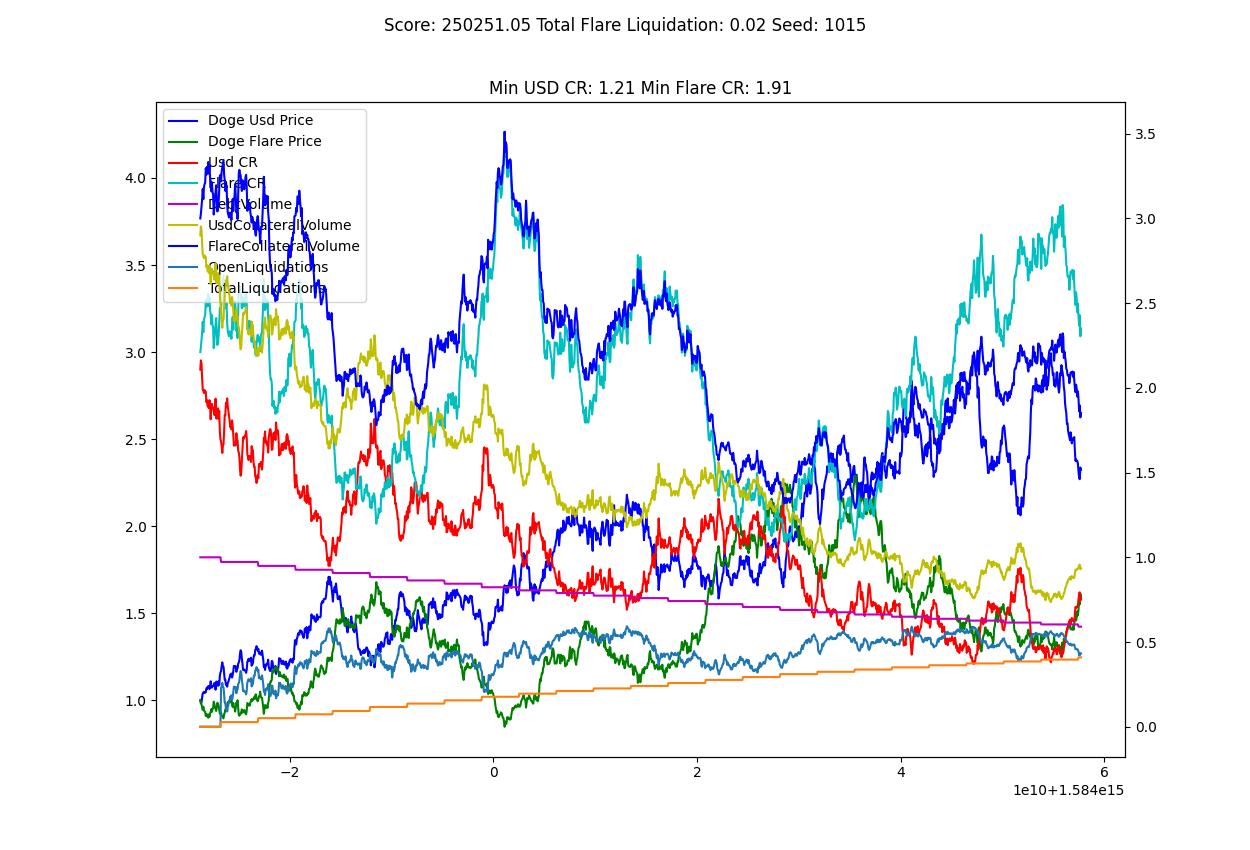 Score: 250251.05 Total Flare Liquidation: 0.02 Seed: 1015
Min USD CR: 1.21 Min Flare CR: 1.91
Doge Usd Price
Doge Flare Price
Usd CR
Flare CR
DebtVolume
UsdCollateralVolume
FlareCollateralVolume
OpenLiquidations
TotalLiquidations
4.0
3.5
3.0
2.5
2.0
1.5
1.0
3.5
3.0
2.5
2.0
1.5
1.0
0.5
0.0
−2
0
2
4
6
1e10+1.584e15